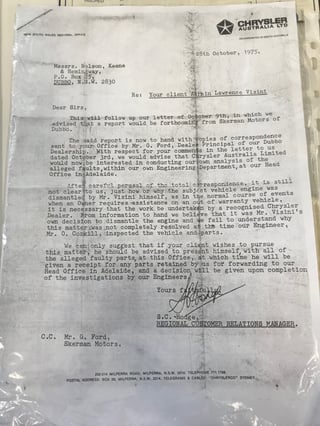 CHRYSLER
AUSTRALIA LTD
28th October, 1975.
Messrs. Nelson, Keane
& Hemingway,
P.O. Box
DUBBO, N.S.W. 2830
Re: Your client Lawrence Visini
Dear Sirs,
This will follow up our letter of October 9th, in which we
advised that a report would be forthcoming from Skerman Motors of
Dubbo.
The said report is now to hand with copies of correspondence
sent to your Office by Mr. G. Ford, Dealer Principal of our Dubbo
Dealership. With respect for your comments in the letter to us
dated October 3rd, we would advise that Chrysler Australia Limited
would now be interested in conducting our own analysis of the
alleged faults, within our own Engineering Department, at our Head
Office in Adelaide.
After careful perusal of the total correspondence, it is still
not clear to us, just how or why the subject vehicle engine was
dismantled by Mr. Visini himself, as in the normal course of events
when an Owner requires assistance on an out of warranty vehicle,
it is necessary that the work be undertaken by a recognised Chrysler
Dealer. From information to hand we believe that it was Mr. Visini's
own decision to dismantle the engine and we fail to understand why
this matter was not completely resolved at the time our Engineer,
Mr. O. Conkill, inspected the vehicle and parts.
We can only suggest that if your client wishes to pursue
this matter, he should be advised to present himself, with all of
the alleged faulty parts, at this Office, at which time he will be
given a receipt for any parts retained by us for forwarding to our
Head Office in Adelaide, and a decision will be given upon completion
of the investigations by our Engineers.
Yours faithfully,
S.C. Hodge,
REGIONAL CUSTOMER RELATIONS MANAGER.
C.C. Mr. G. Ford,
Skerman Motors.